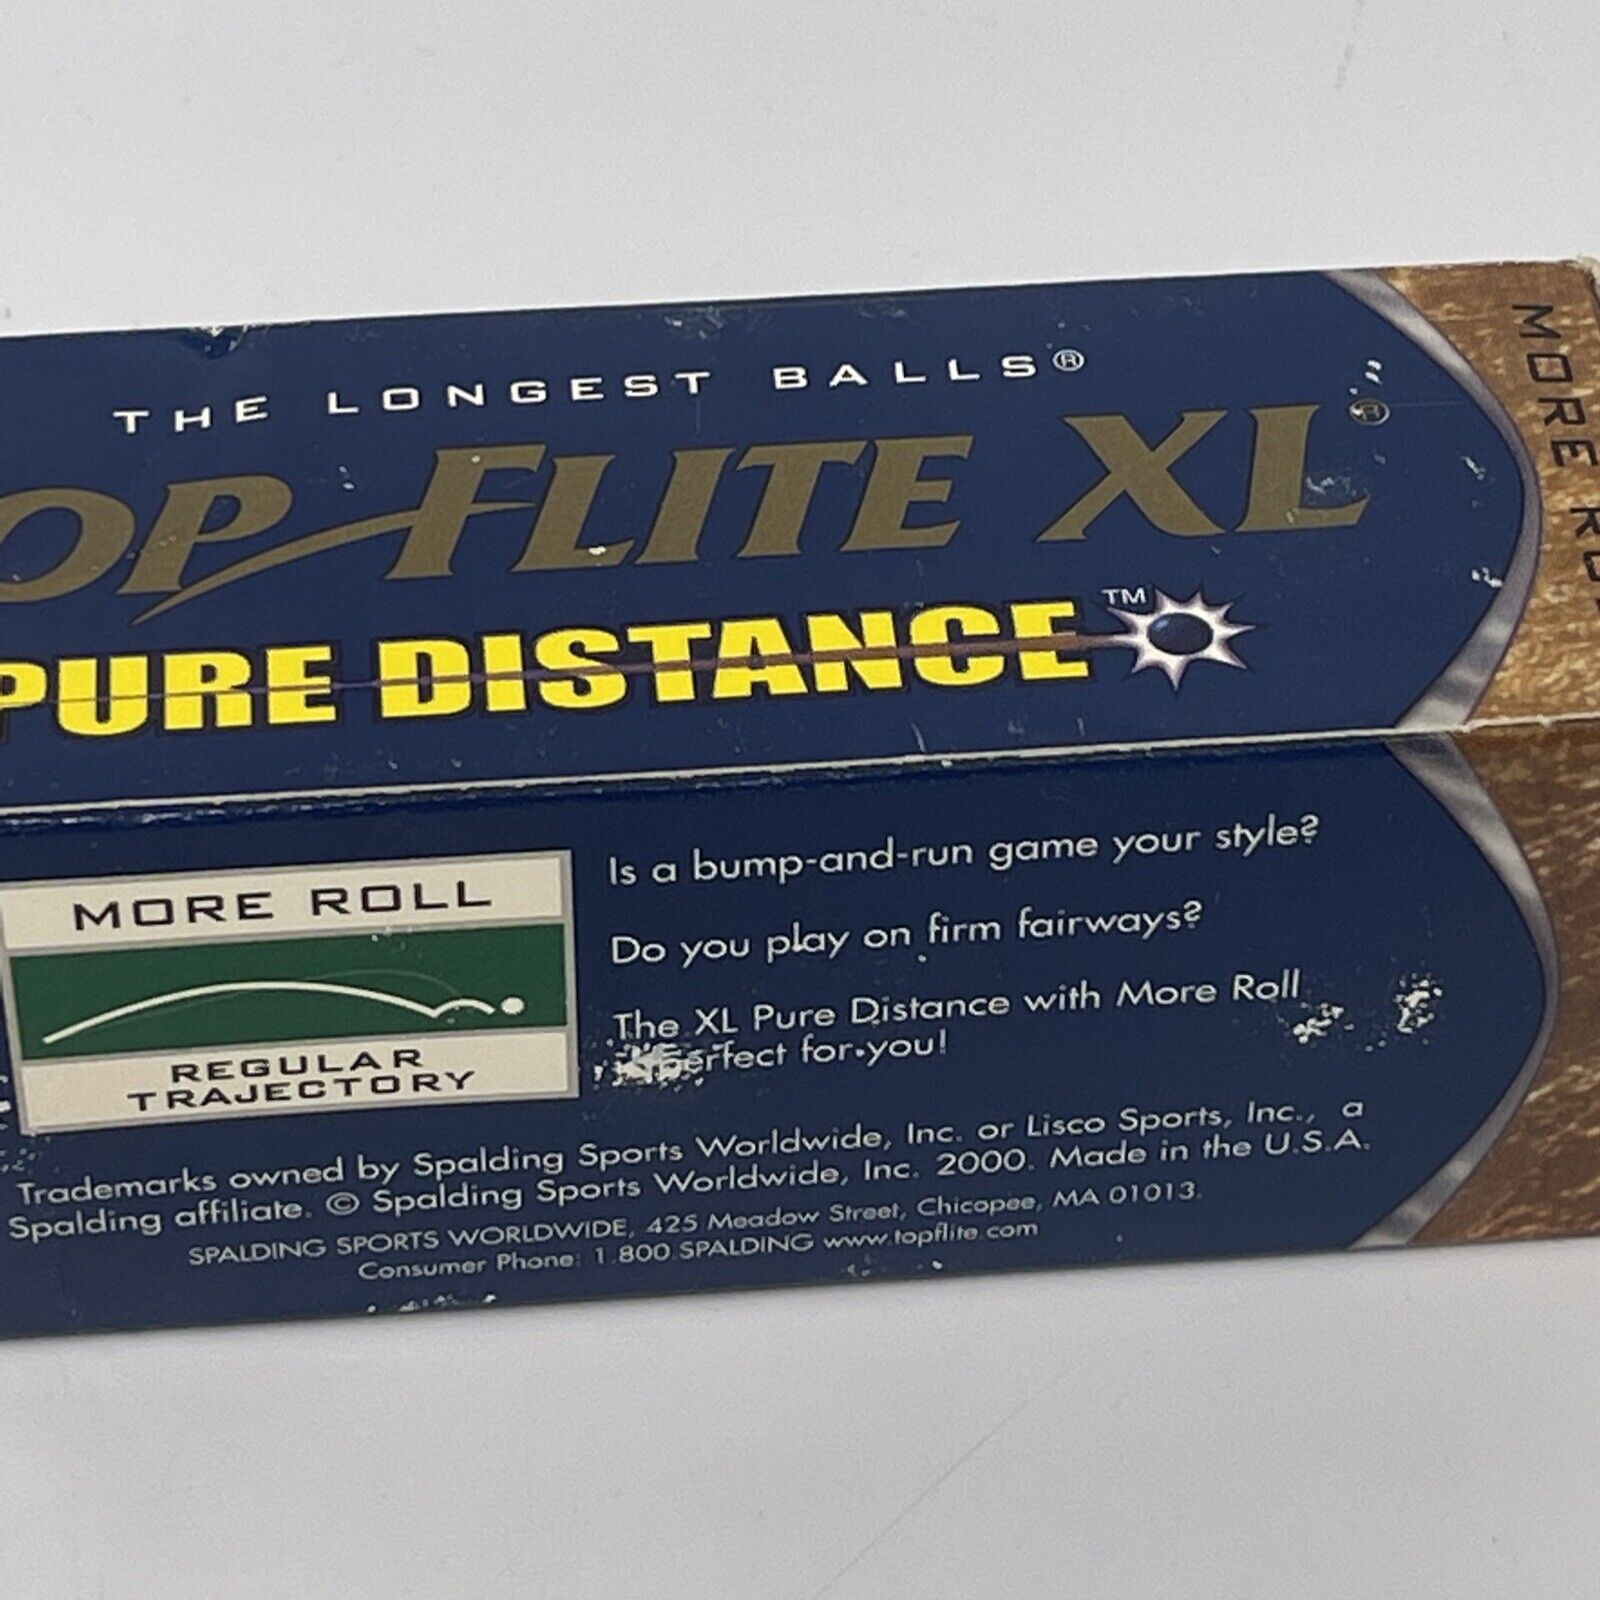 THE LONGEST BALLS®
OP FLITE XL®
PURE DISTANCE™
MORE
MORE ROLL
REGULAR
TRAJECTORY
Is a bump-and-run game your style?
Do you play on firm fairways?
The XL Pure Distance with More Roll
perfect for you!
Trademarks owned by Spalding Sports Worldwide, Inc. or Lisco Sports, Inc., a
Spalding affiliate. © Spalding Sports Worldwide, Inc. 2000. Made in the U.S.A.
SPALDING SPORTS WORLDWIDE, 425 Meadow Street, Chicopee, MA 01013.
Consumer Phone: 1.800.SPALDING www.topflite.com